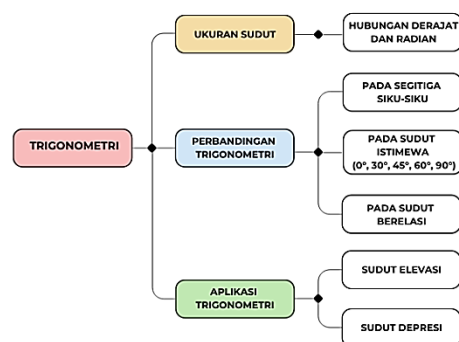 TRIGONOMETRI
UKURAN SUDUT
HUBUNGAN DERAJAT
DAN RADIAN
PERBANDINGAN
TRIGONOMETRI
PADA SEGITIGA
SIKU-SIKU
PADA SUDUT
ISTIMEWA
(0°, 30°, 45°, 60°, 90°)
PADA SUDUT
BERELASI
APLIKASI
TRIGONOMETRI
SUDUT ELEVASI
SUDUT DEPRESI